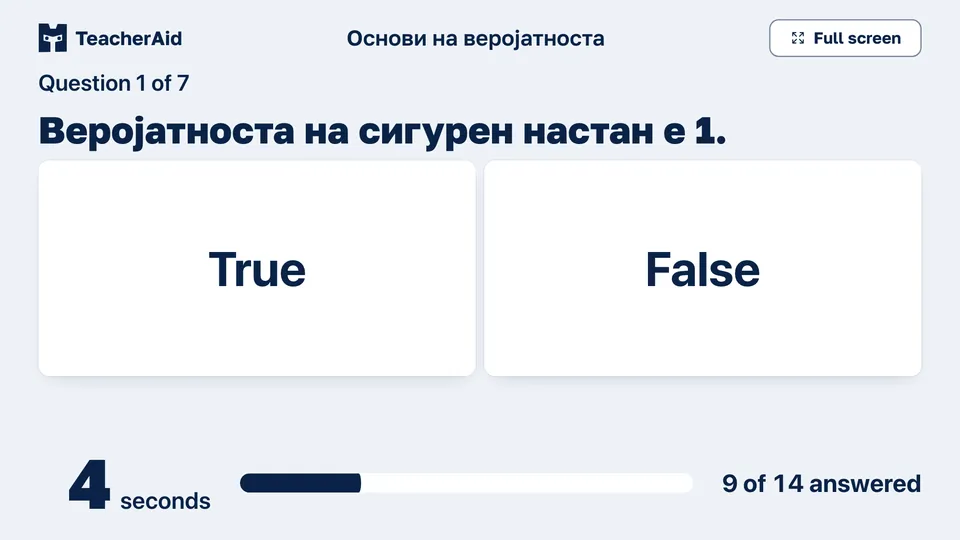 TeacherAid
Основи на веројатноста
Full screen
Question 1 of 7
Веројатноста на сигурен настан е 1.
True
False
4 seconds
9 of 14 answered